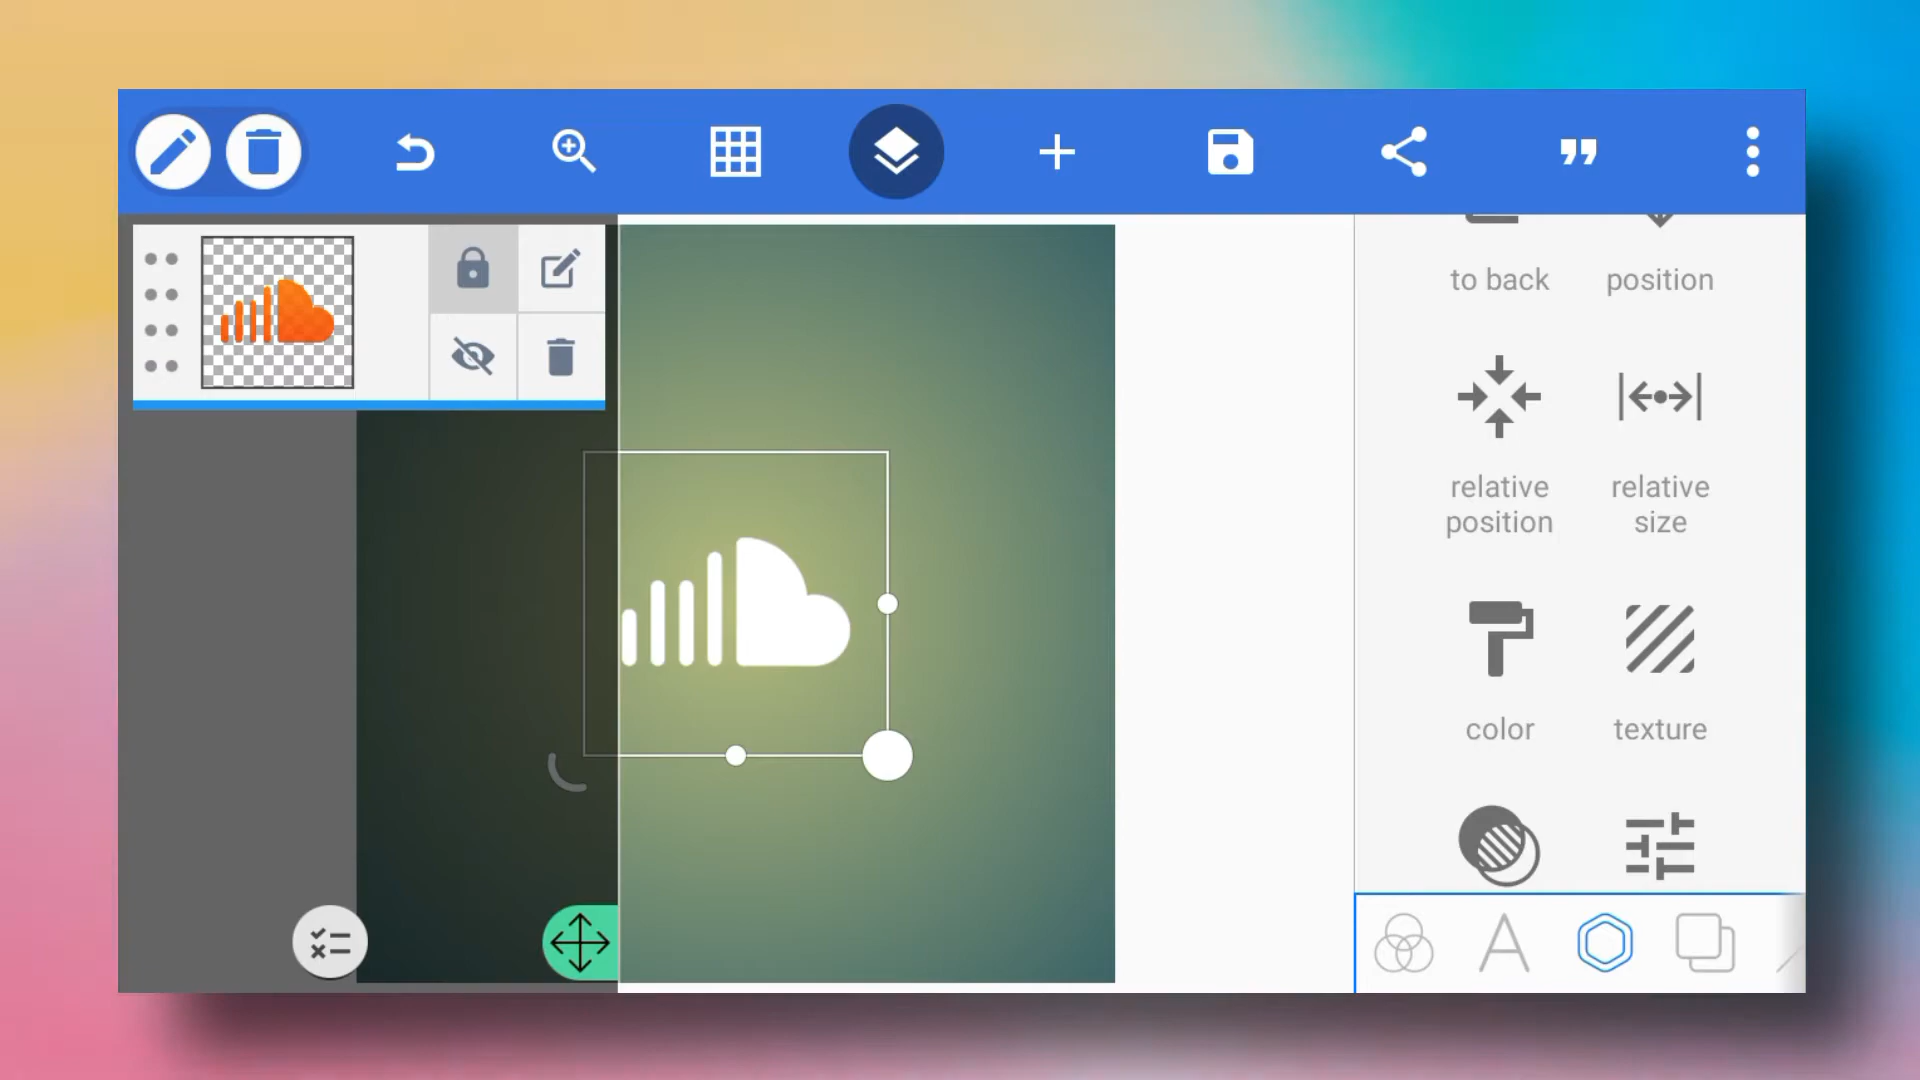 to back
position
relative
position
relative
size
color
texture